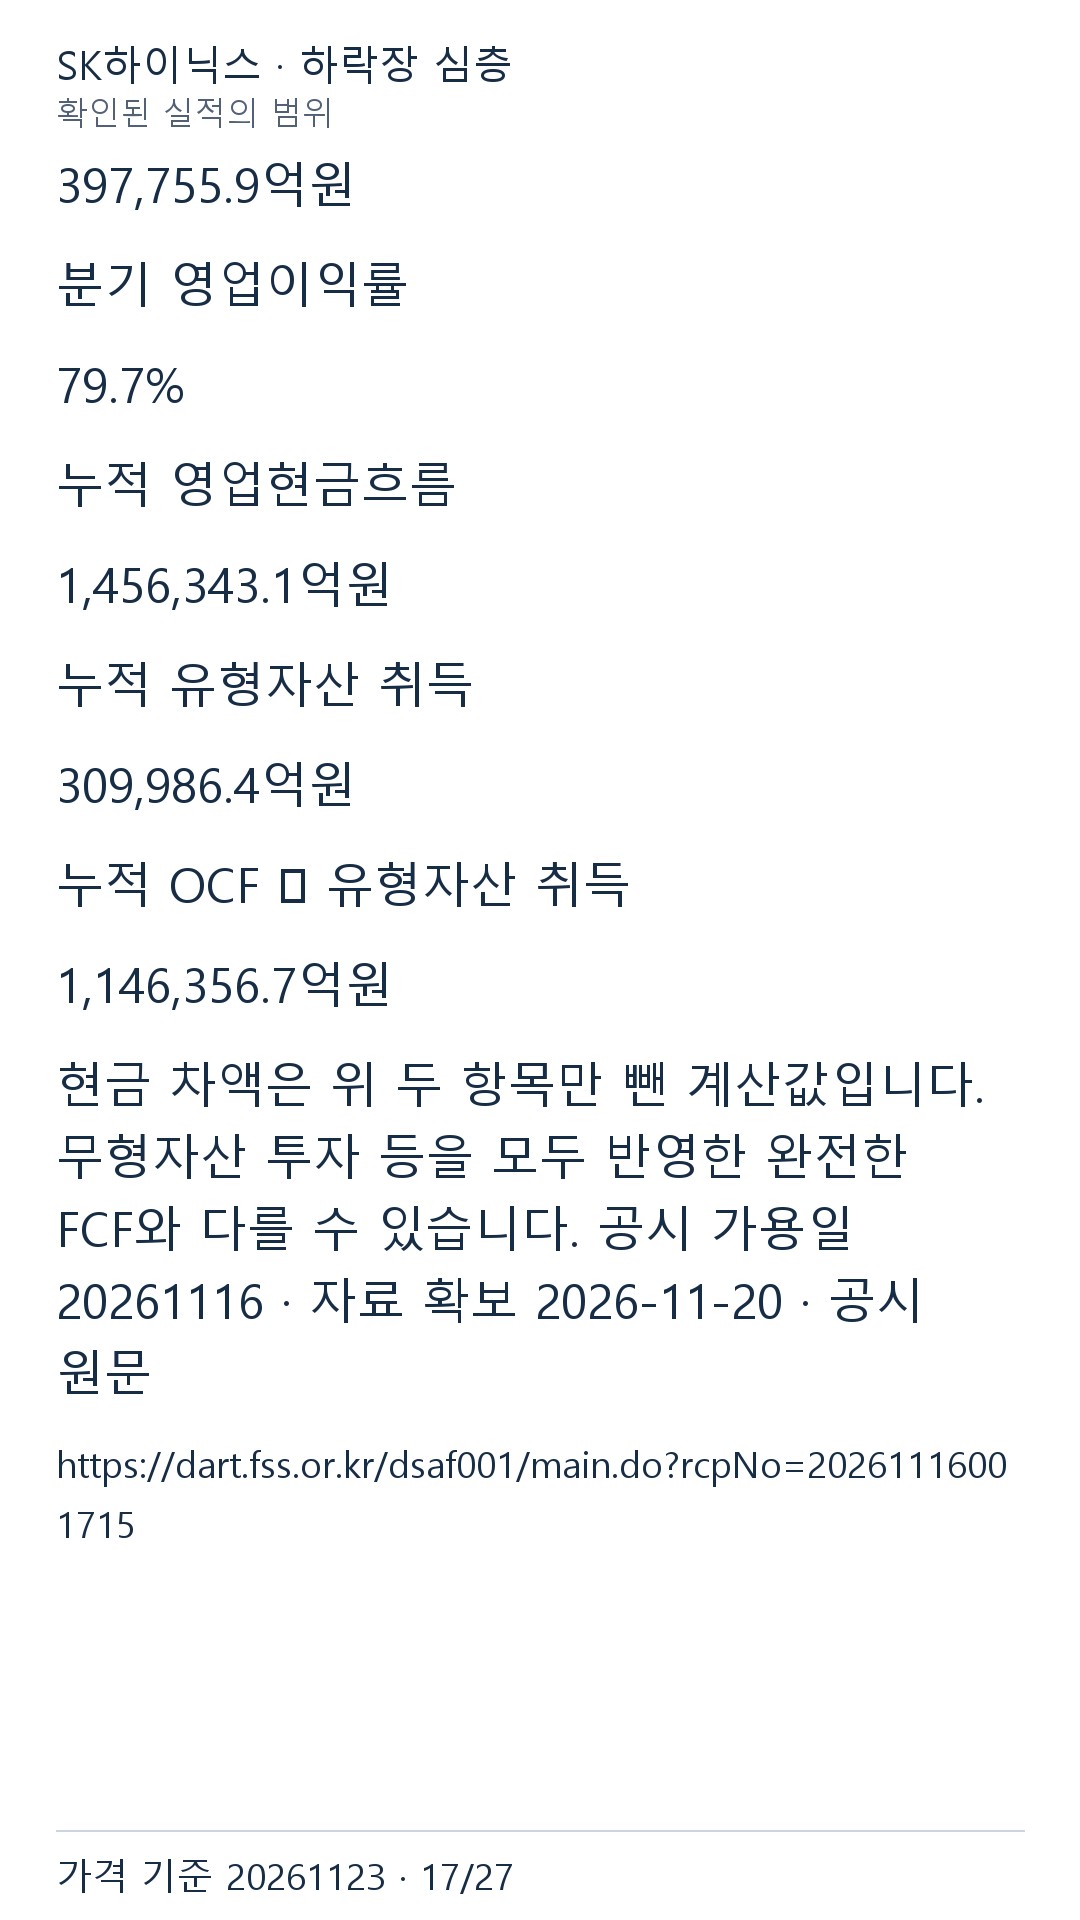 SK하이닉스 · 하락장 심층
확인된 실적의 범위
397,755.9억원
분기 영업이익률
79.7%
누적 영업현금흐름
1,456,343.1억원
누적 유형자산 취득
309,986.4억원
누적 OCF ▯ 유형자산 취득
1,146,356.7억원
현금 차액은 위 두 항목만 뺀 계산값입니다.
무형자산 투자 등을 모두 반영한 완전한
FCF와 다를 수 있습니다. 공시 가용일
20261116 · 자료 확보 2026-11-20 · 공시
원문
https://dart.fss.or.kr/dsaf001/main.do?rcpNo=2026111600
1715
가격 기준 20261123 · 17/27